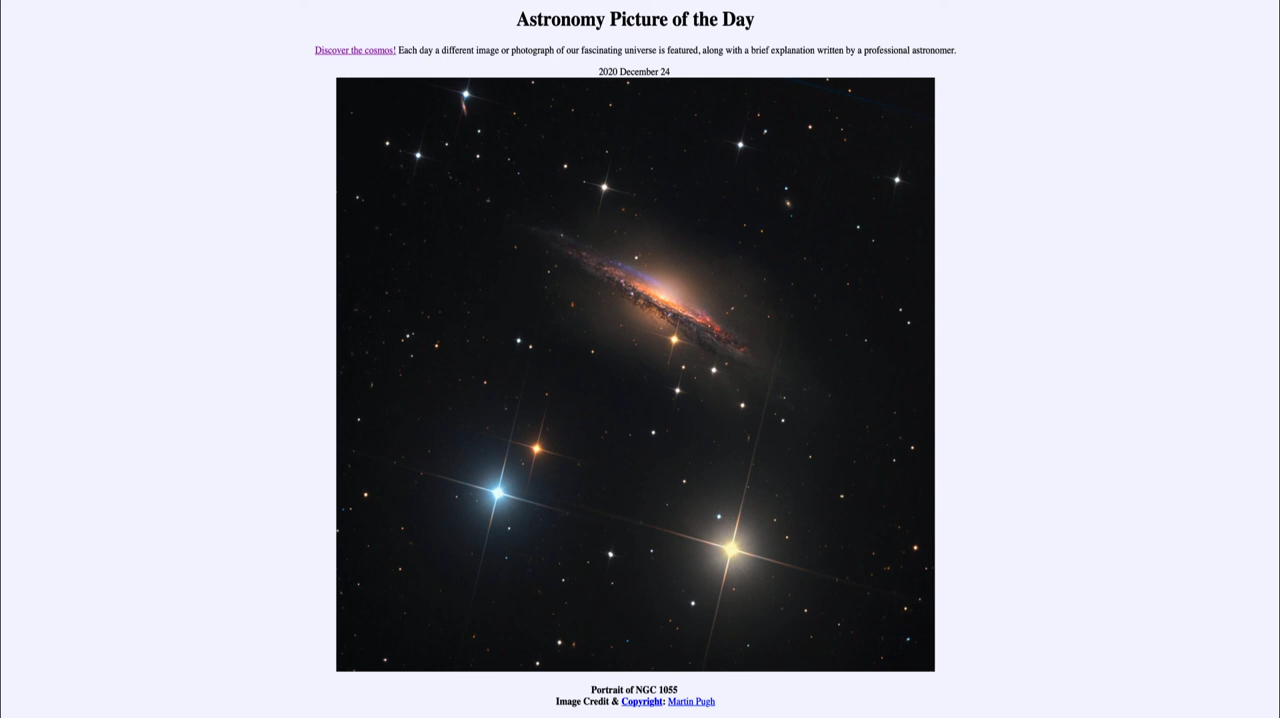 Astronomy Picture of the Day
Discover the cosmos! Each day a different image or photograph of our fascinating universe is featured, along with a brief explanation written by a professional astronomer.
2020 December 24
Portrait of NGC 1055
Image Credit & Copyright: Martin Pugh